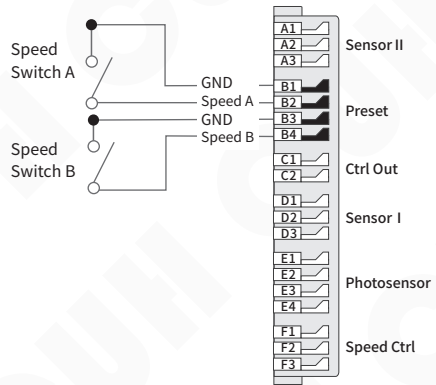 Speed
Switch A
Speed
Switch B
GND
Speed A
GND
Speed B
A1
A2
A3
Sensor II
B1
B2
B3
B4
Preset
C1
C2
Ctrl Out
D1
D2
D3
Sensor I
E1
E2
E3
E4
Photosensor
F1
F2
F3
Speed Ctrl